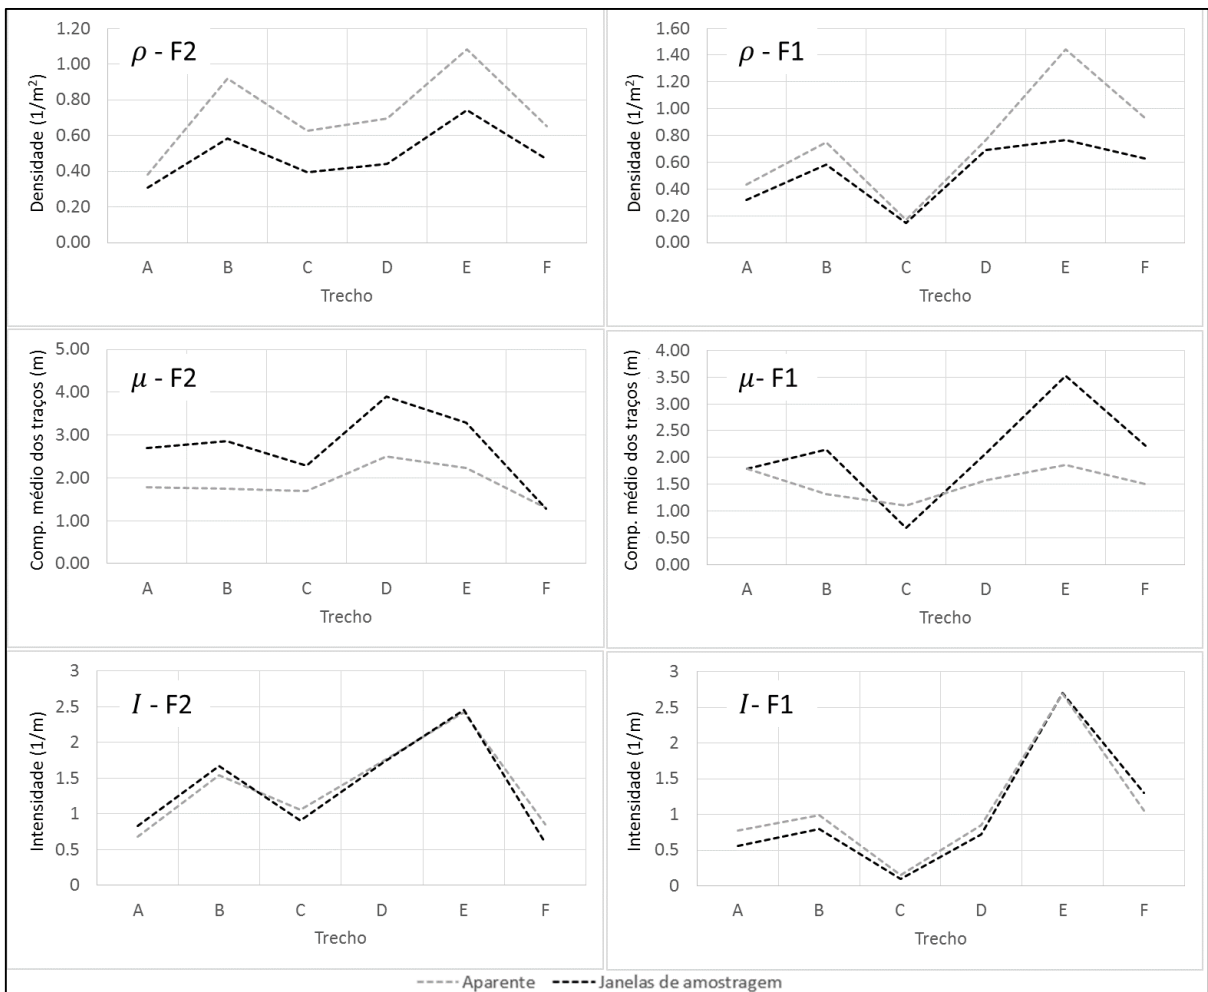 ρ - F2
Densidade (1/m²)
1.20
1.00
0.80
0.60
0.40
0.20
0.00
A B C D E F
Trecho
ρ - F1
Densidade (1/m²)
1.60
1.40
1.20
1.00
0.80
0.60
0.40
0.20
0.00
A B C D E F
Trecho
μ - F2
Comp. médio dos traços (m)
5.00
4.00
3.00
2.00
1.00
0.00
A B C D E F
Trecho
μ- F1
Comp. médio dos traços (m)
4.00
3.50
3.00
2.50
2.00
1.50
1.00
0.50
0.00
A B C D E F
Trecho
I - F2
Intensidade (1/m)
3
2.5
2
1.5
1
0.5
0
A B C D E F
Trecho
I- F1
Intensidade (1/m)
3
2.5
2
1.5
1
0.5
0
A B C D E F
Trecho
Aparente Janelas de amostragem